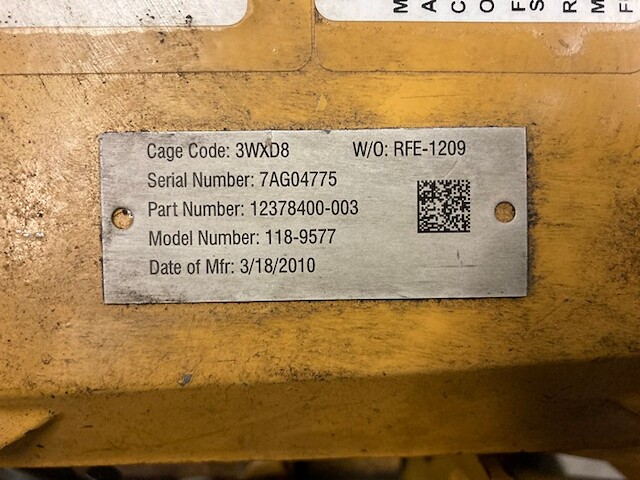 M
A
C
O
F
S
R
M
F
Cage Code: 3WXD8 W/O: RFE-1209
Serial Number: 7AG04775
Part Number: 12378400-003
Model Number: 118-9577
Date of Mfr: 3/18/2010